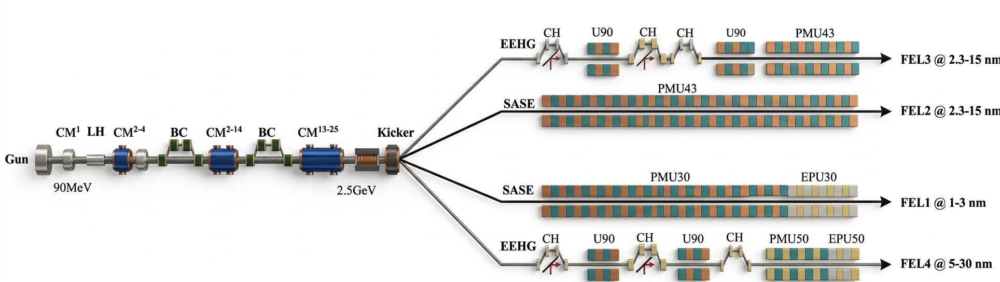 CH U90 CH CH U90 PMU43
EEHG
FEL3 @ 2.3-15 nm
PMU43
SASE
FEL2 @ 2.3-15 nm
CM¹ LH CM²⁻⁴ BC CM²⁻¹⁴ BC CM¹³⁻²⁵ Kicker
Gun
90MeV
2.5GeV
PMU30 EPU30
SASE
FEL1 @ 1-3 nm
CH U90 CH U90 CH PMU50 EPU50
EEHG
FEL4 @ 5-30 nm